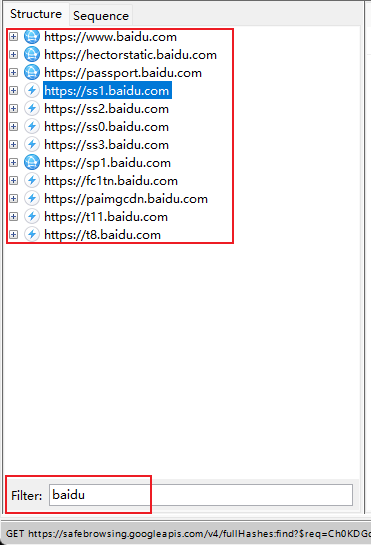 Structure Sequence
https://www.baidu.com
https://hectorstatic.baidu.com
https://passport.baidu.com
https://ss1.baidu.com
https://ss2.baidu.com
https://ss0.baidu.com
https://ss3.baidu.com
https://sp1.baidu.com
https://fc1tn.baidu.com
https://paimgcdn.baidu.com
https://t11.baidu.com
https://t8.baidu.com
Filter: baidu
GET https://safebrowsing.googleapis.com/v4/fullHashes:find?$req=Ch0KDGc